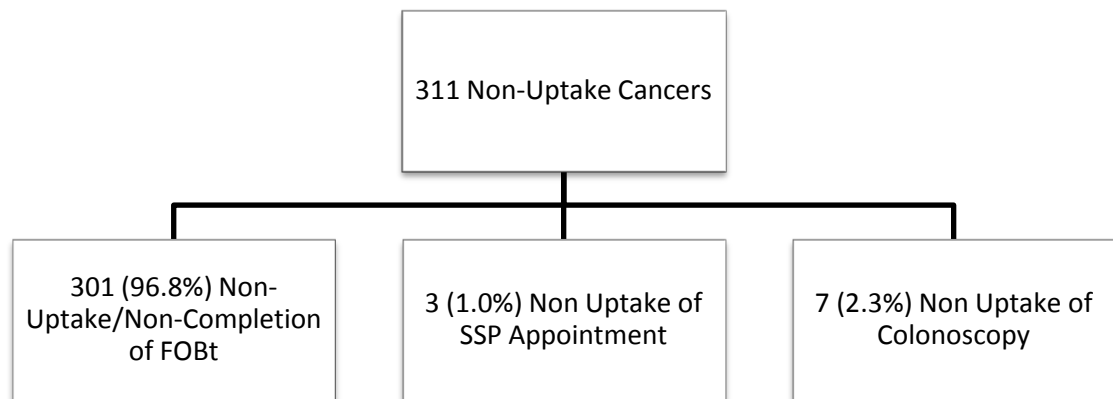 311 Non-Uptake Cancers
301 (96.8%) Non-
Uptake/Non-Completion
of FOBt
3 (1.0%) Non Uptake of
SSP Appointment
7 (2.3%) Non Uptake of
Colonoscopy